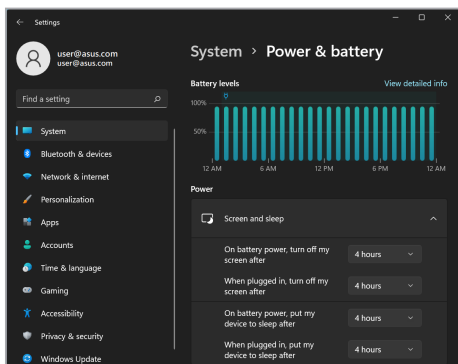 Settings
user@asus.com
user@asus.com
Find a setting
System
Bluetooth & devices
Network & internet
Personalization
Apps
Accounts
Time & language
Gaming
Accessibility
Privacy & security
Windows Update
System > Power & battery
Battery levels
View detailed info
100%
50%
12 AM 6 AM 12 PM 6 PM 12 AM
Power
Screen and sleep
On battery power, turn off my
screen after
4 hours
When plugged in, turn off my
screen after
4 hours
On battery power, put my
device to sleep after
4 hours
When plugged in, put my
device to sleep after
4 hours